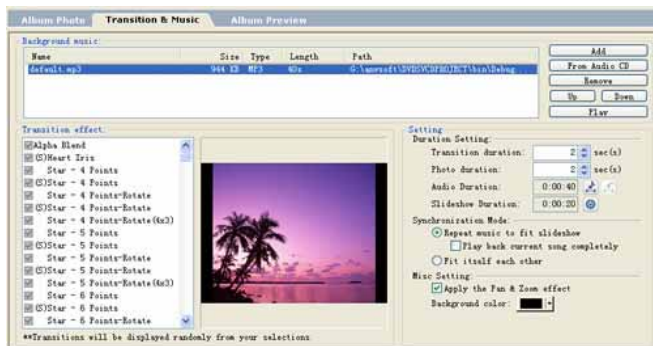 Album Photo Transition & Music Album Preview
Background music:
Name Size Type Length Path
default.mp3 944 KB MP3 40s G:\anvsoft\DVDSVCDPROJECT\bin\Debug
Add
From Audio CD
Remove
Up Down
Play
Transition effect:
Alpha Blend
(S)Heart Iris
Star - 4 Points
(S)Star - 4 Points
Star - 4 Points-Rotate
(S)Star - 4 Points-Rotate
Star - 4 Points-Rotate(4x3)
Star - 5 Points
(S)Star - 5 Points
Star - 5 Points-Rotate
(S)Star - 5 Points-Rotate
Star - 5 Points-Rotate(4x3)
Star - 6 Points
(S)Star - 6 Points
Star - 6 Points-Rotate
**Transitions will be displayed randomly from your selections
Setting
Duration Setting:
Transition duration: 2 sec(s)
Photo duration: 2 sec(s)
Audio Duration: 0:00:40
Slideshow Duration: 0:00:20
Synchronization Mode:
Repeat music to fit slideshow
Play back current song completely
Fit itself each other
Misc Setting:
Apply the Pan & Zoom effect
Background color: